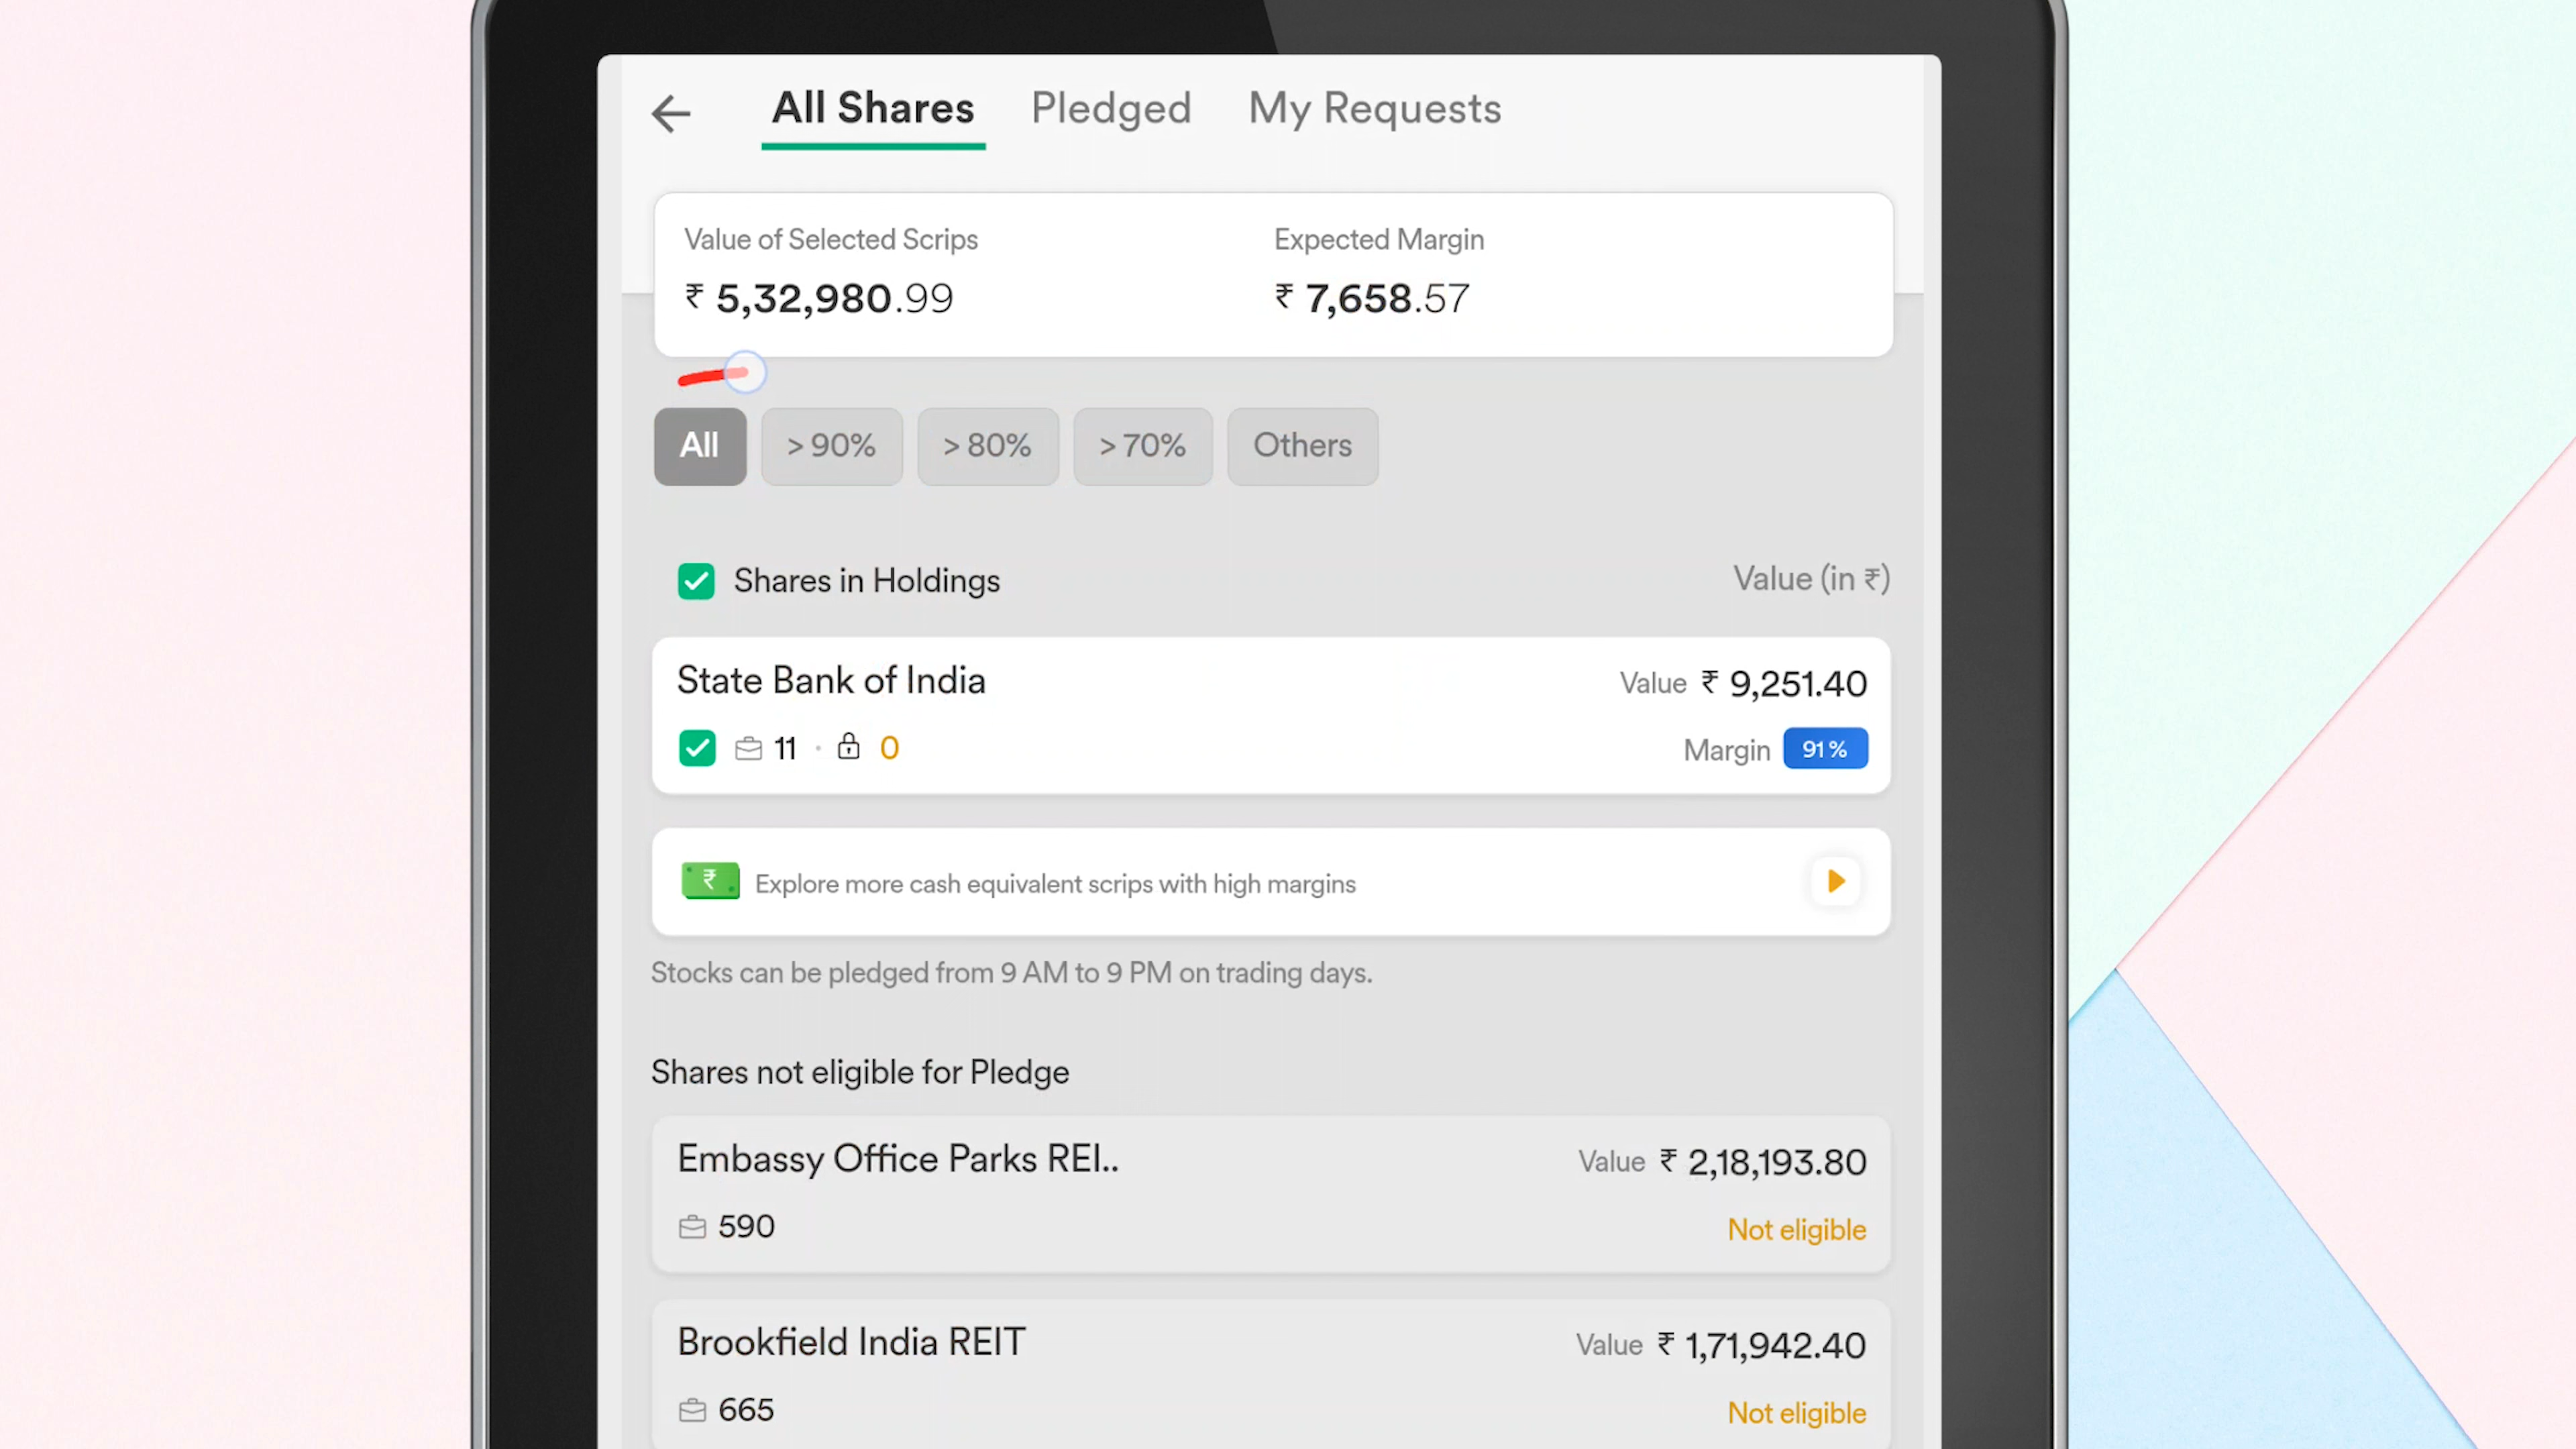 All Shares Pledged My Requests
Value of Selected Scrips Expected Margin
₹ 5,32,980.99 ₹ 7,658.57
All > 90% > 80% > 70% Others
Shares in Holdings Value (in ₹)
State Bank of India Value ₹ 9,251.40
11 · 0 Margin 91%
₹ Explore more cash equivalent scrips with high margins
Stocks can be pledged from 9 AM to 9 PM on trading days.
Shares not eligible for Pledge
Embassy Office Parks REI.. Value ₹ 2,18,193.80
590 Not eligible
Brookfield India REIT Value ₹ 1,71,942.40
665 Not eligible